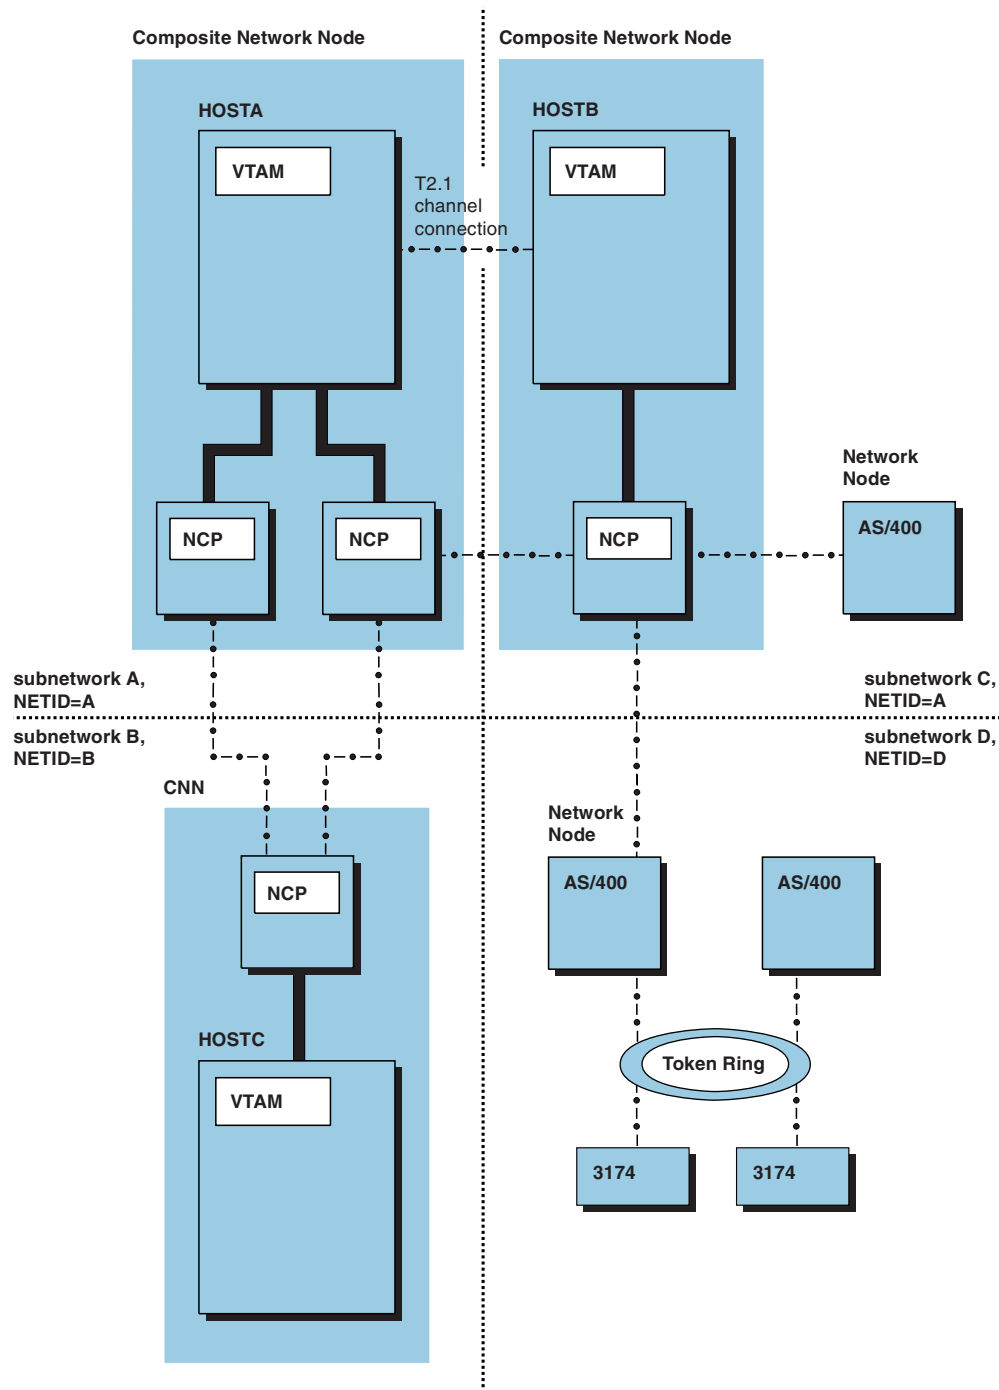 Composite Network Node
Composite Network Node
HOSTA
HOSTB
VTAM
VTAM
T2.1
channel
connection
Network
Node
AS/400
NCP
NCP
NCP
subnetwork A,
NETID=A
subnetwork C,
NETID=A
subnetwork B,
NETID=B
subnetwork D,
NETID=D
CNN
Network
Node
NCP
AS/400
AS/400
HOSTC
Token Ring
VTAM
3174
3174